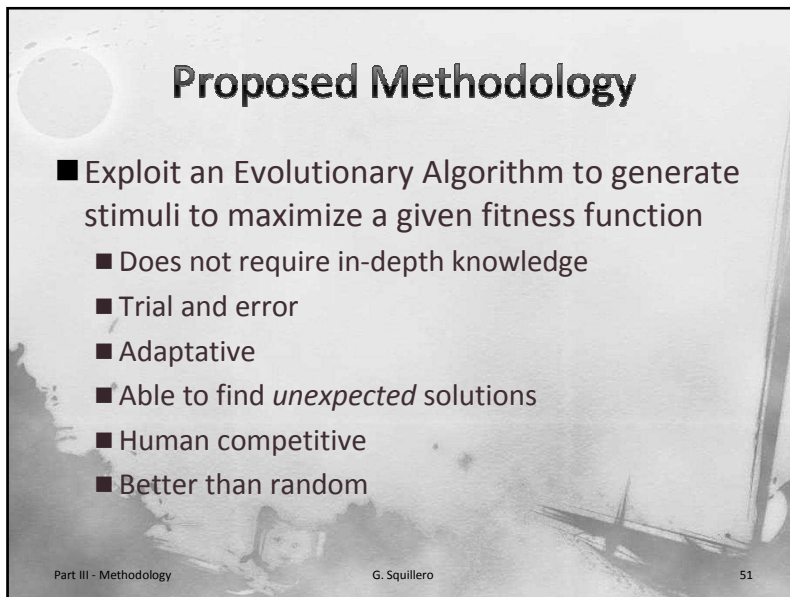 Proposed Methodology
Exploit an Evolutionary Algorithm to generate
stimuli to maximize a given fitness function
Does not require in-depth knowledge
Trial and error
Adaptative
Able to find unexpected solutions
Human competitive
Better than random
Part III - Methodology G. Squillero 51